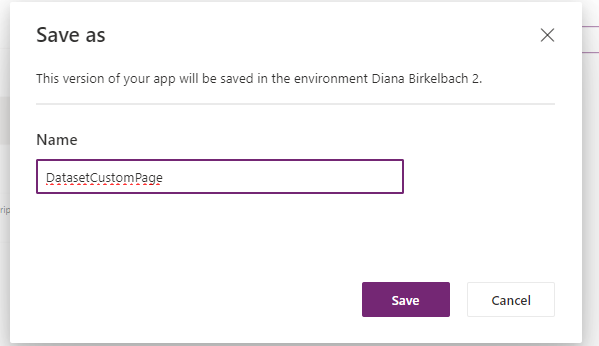 Save as
This version of your app will be saved in the environment Diana Birkelbach 2.
Name
DatasetCustomPage
rip
Save Cancel